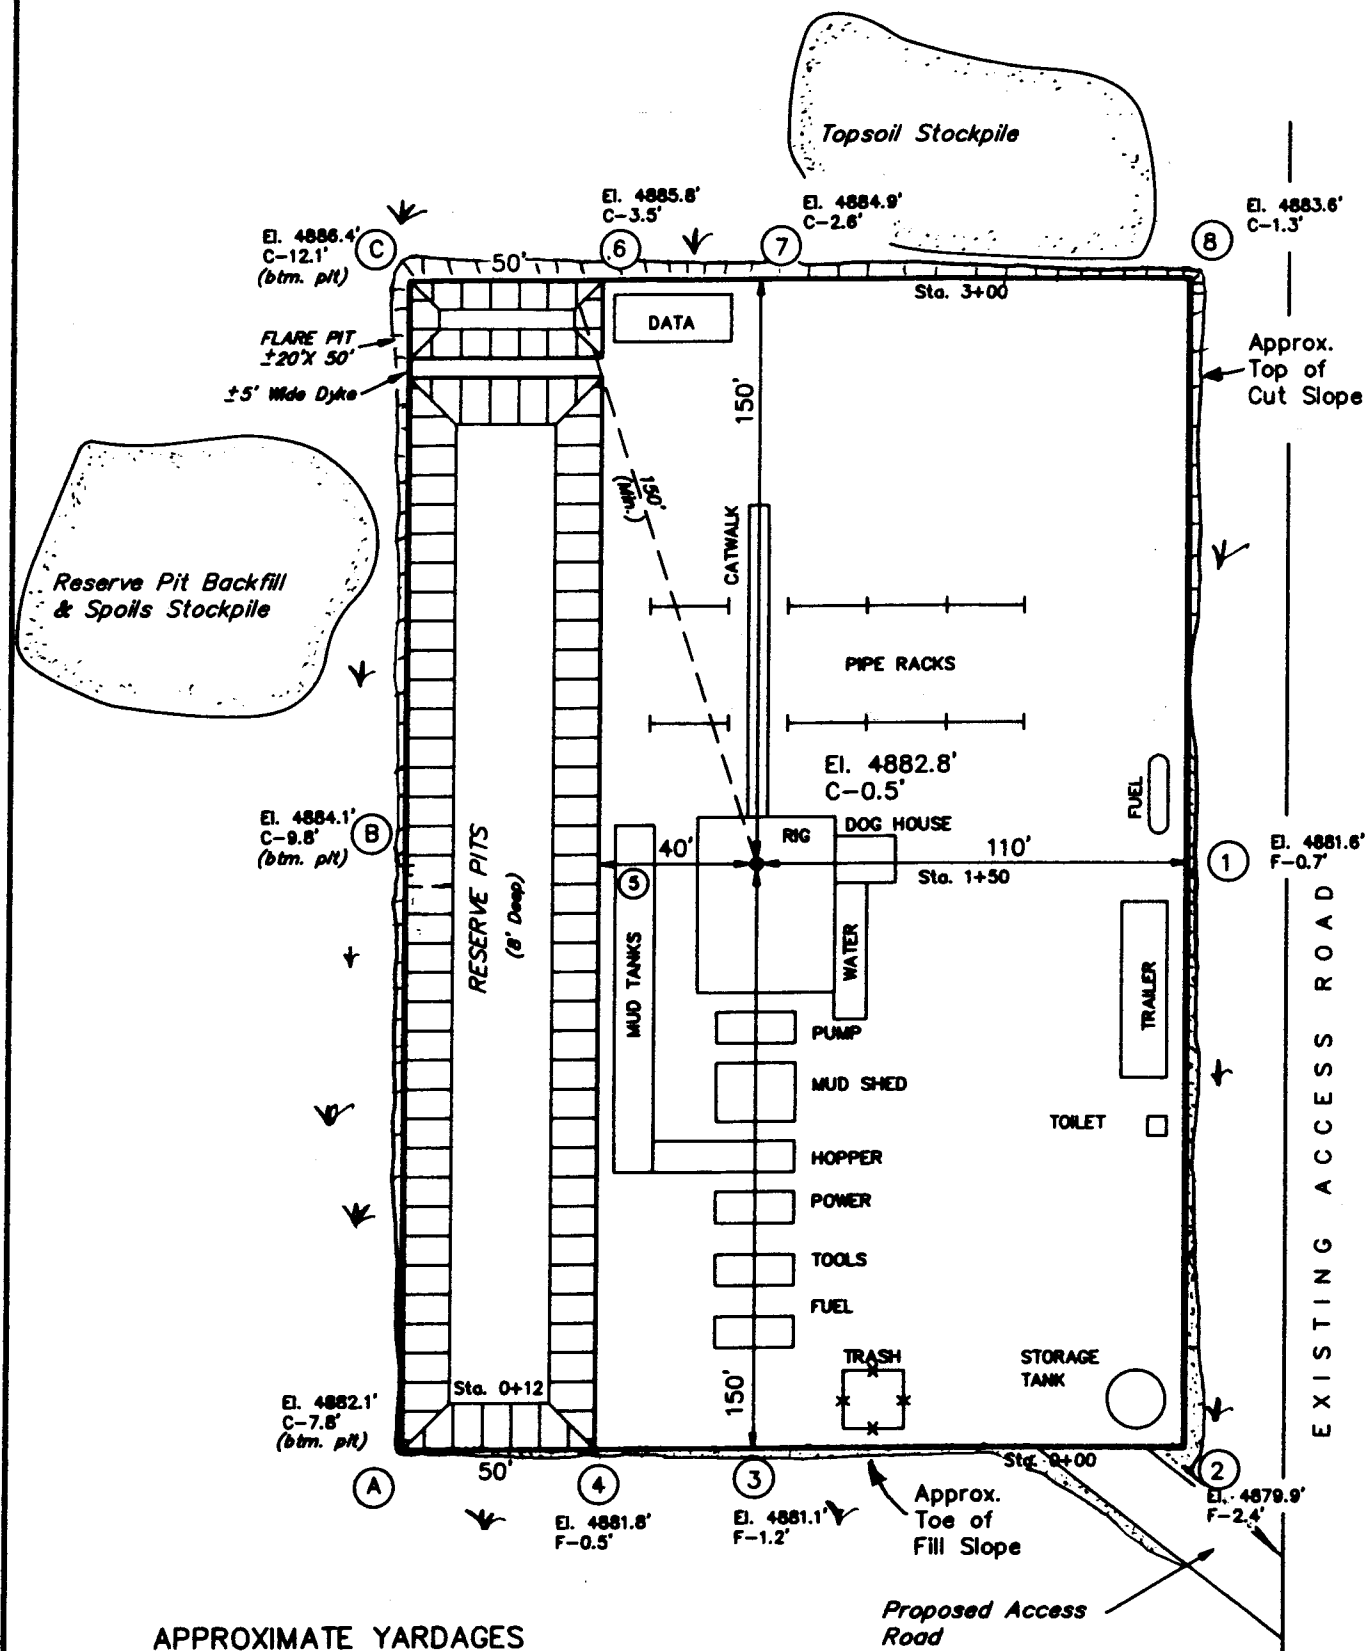 Topsoil Stockpile
El. 4885.8'
C-3.5'
El. 4884.9'
C-2.6'
El. 4883.6'
C-1.3'
El. 4886.4'
C-12.1'
(btm. pit)
C
6
7
8
50'
Sta. 3+00
DATA
FLARE PIT
±20'X 50'
±5' Wide Dyke
Approx.
Top of
Cut Slope
150'
150'
(Min.)
CATWALK
Reserve Pit Backfill
& Spoils Stockpile
PIPE RACKS
El. 4882.8'
C-0.5'
FUEL
El. 4884.1'
C-9.8'
(btm. pit)
B
RIG
DOG HOUSE
40'
110'
Sta. 1+50
1
El. 4881.6'
F-0.7'
5
RESERVE PITS
(8' Deep)
MUD TANKS
WATER
TRAILER
EXISTING ACCESS ROAD
PUMP
MUD SHED
TOILET
HOPPER
POWER
TOOLS
FUEL
TRASH
STORAGE
TANK
150'
El. 4882.1'
C-7.8'
(btm. pit)
Sta. 0+12
A
50'
4
3
Sta. 0+00
2
El. 4881.8'
F-0.5'
El. 4881.1'
F-1.2'
Approx.
Toe of
Fill Slope
El. 4879.9'
F-2.4'
Proposed Access
Road
APPROXIMATE YARDAGES